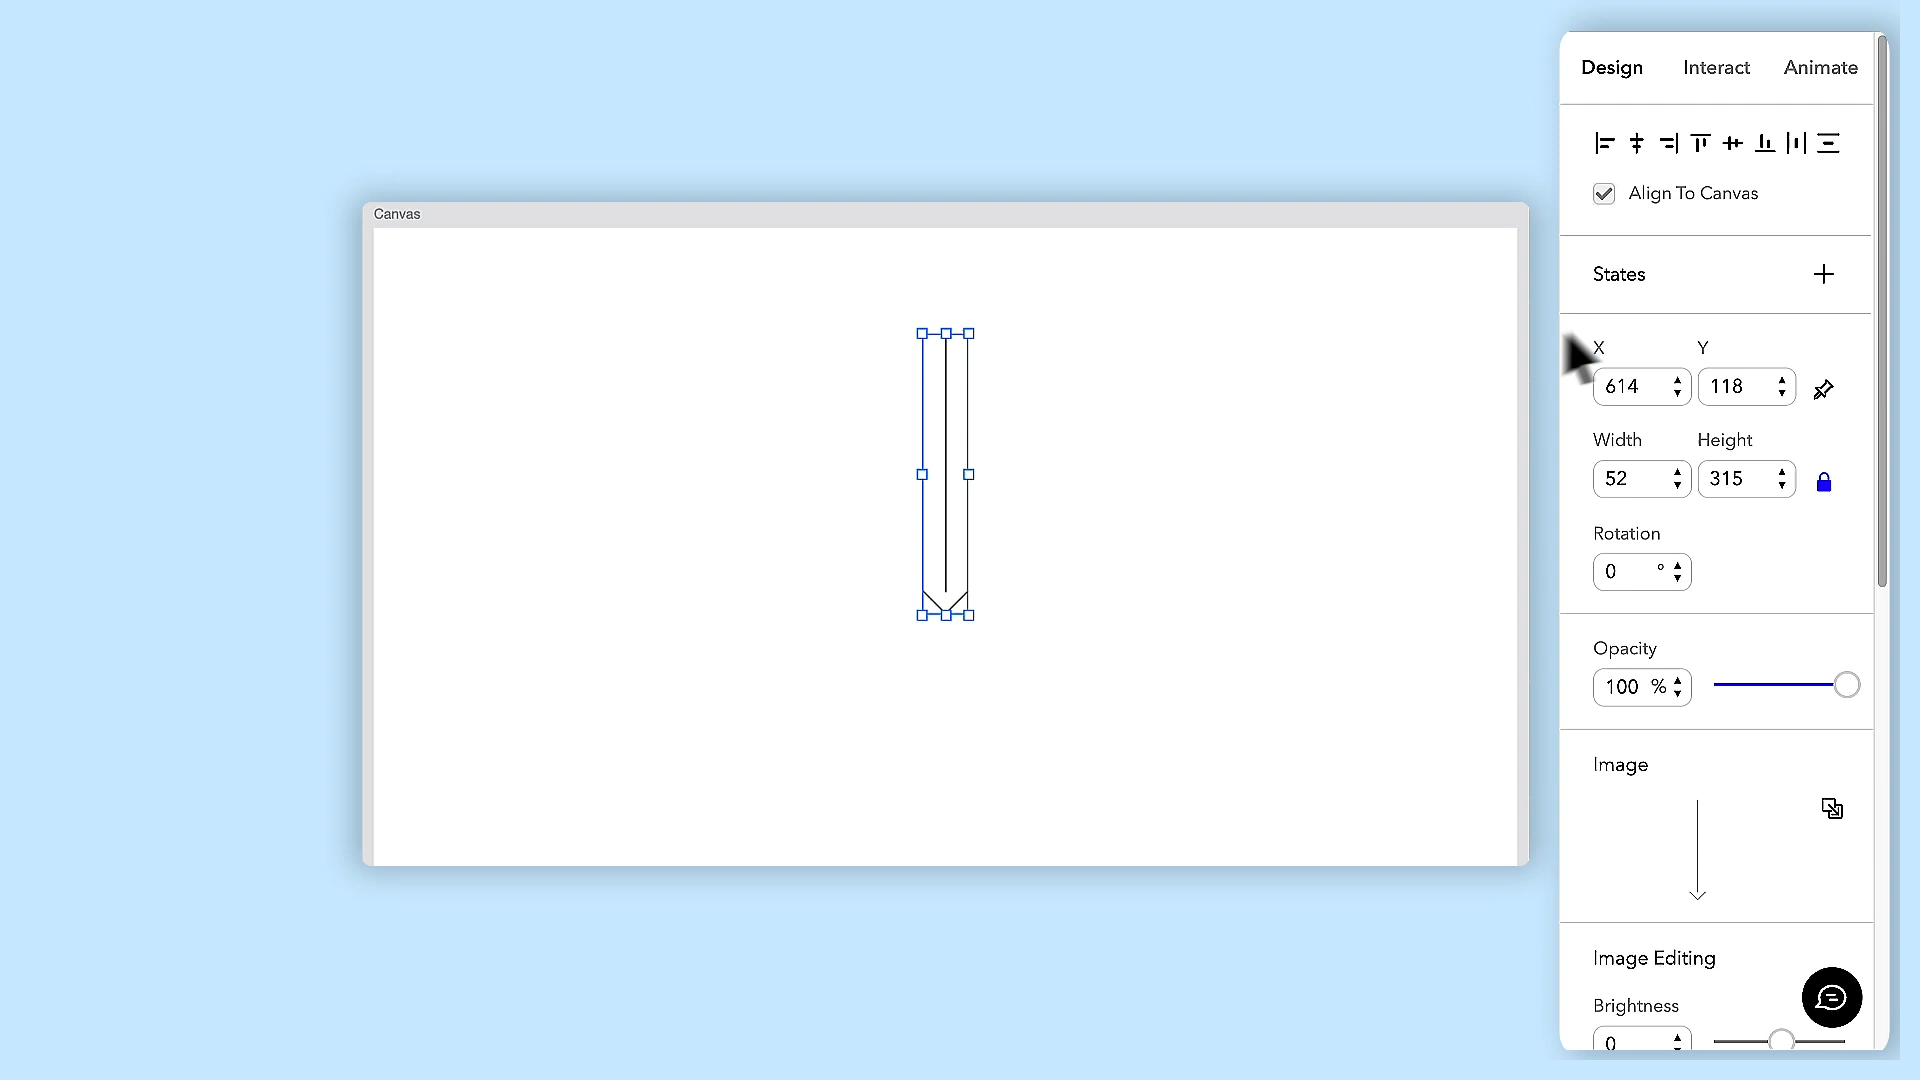 Design Interact Animate
Canvas
Align To Canvas
States
X Y
614 118
Width Height
52 315
Rotation
0 °
Opacity
100 %
Image
Image Editing
Brightness
0